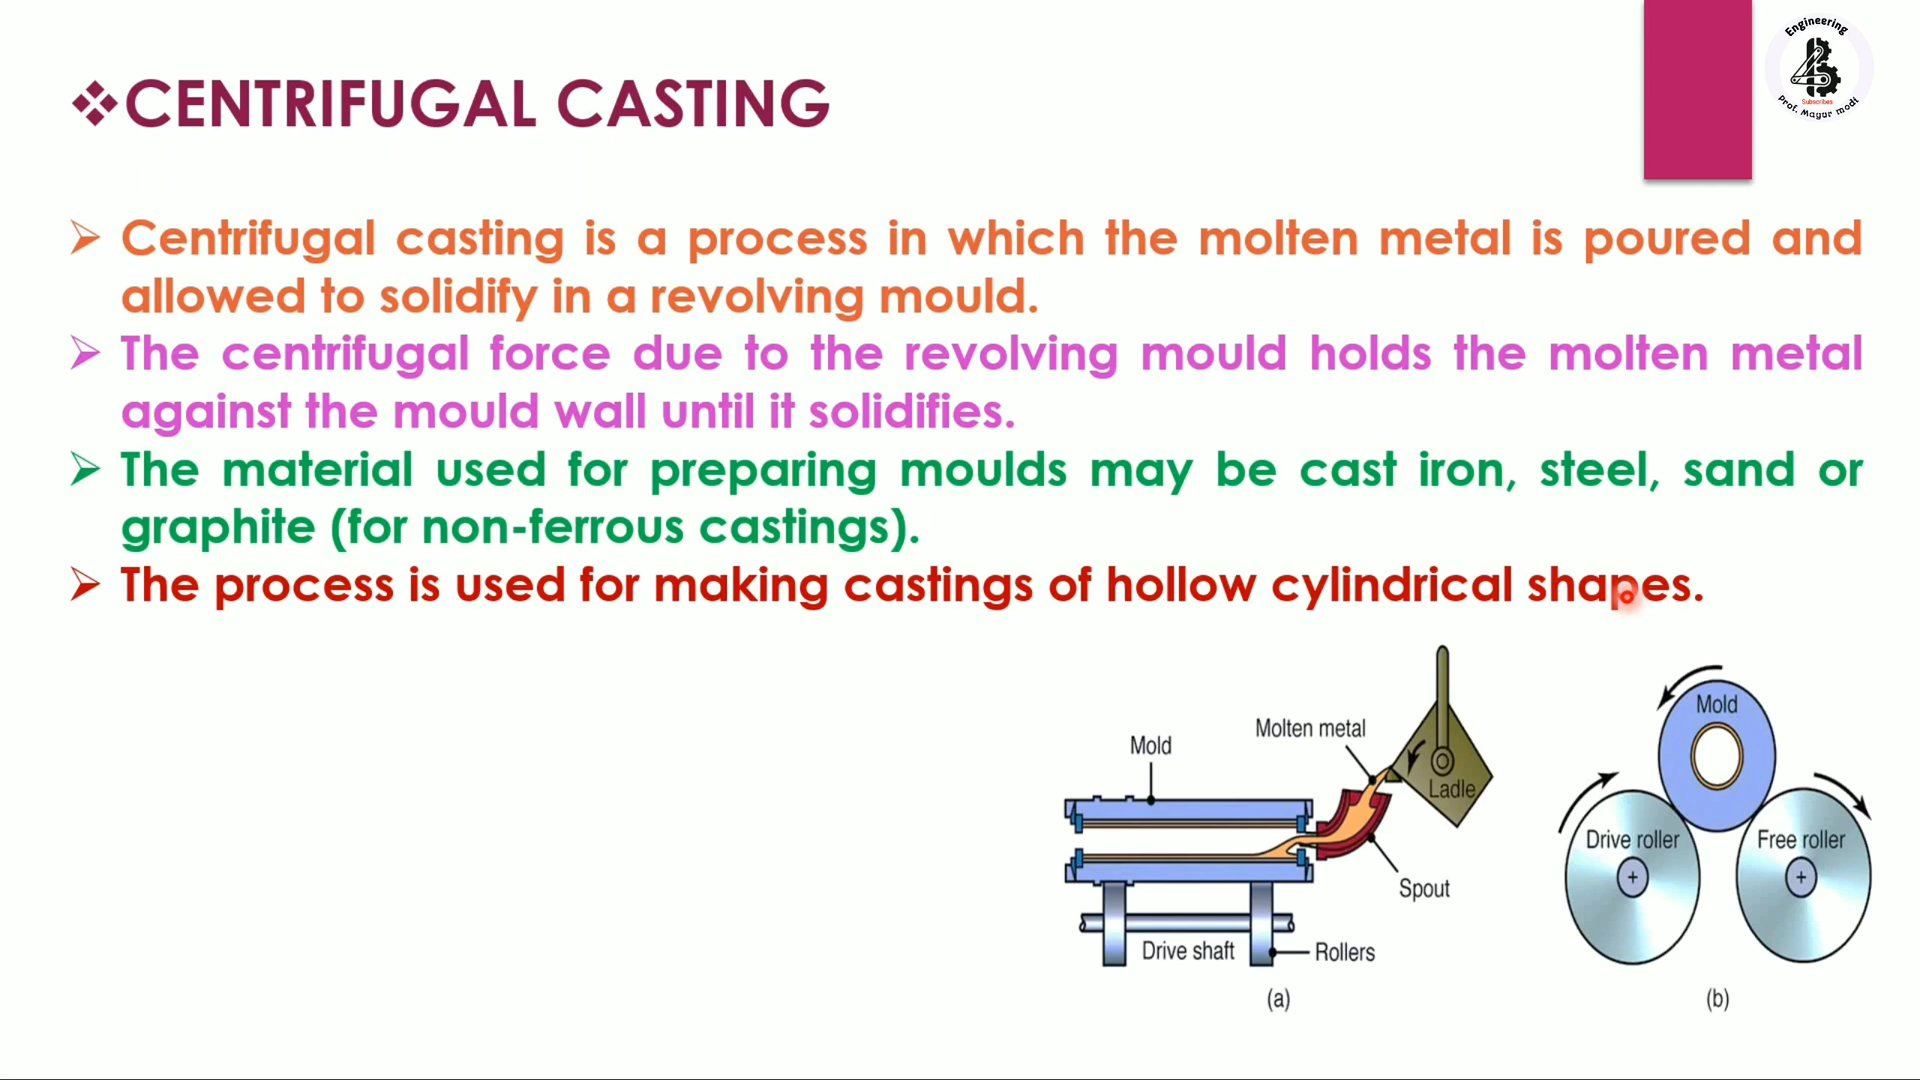 ❖CENTRIFUGAL CASTING
Engineering
Subscribes
Prof. Mayur modi
➢ Centrifugal casting is a process in which the molten metal is poured and
allowed to solidify in a revolving mould.
➢ The centrifugal force due to the revolving mould holds the molten metal
against the mould wall until it solidifies.
➢ The material used for preparing moulds may be cast iron, steel, sand or
graphite (for non-ferrous castings).
➢ The process is used for making castings of hollow cylindrical shapes.
Mold
Molten metal
Ladle
Spout
Drive shaft
Rollers
(a)
Mold
Drive roller
Free roller
+
+
(b)